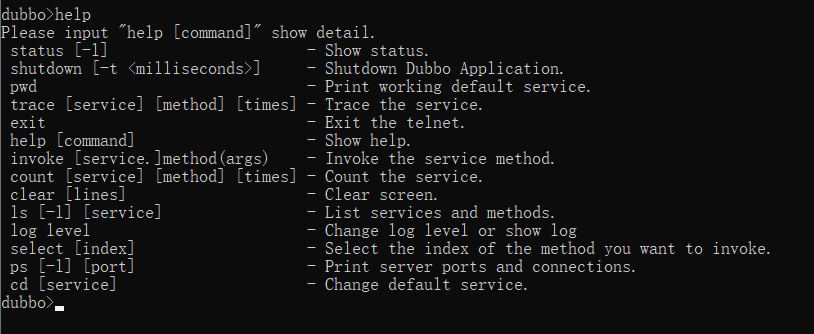 dubbo>help
Please input "help [command]" show detail.
 status [-l]                      - Show status.
 shutdown [-t <milliseconds>]     - Shutdown Dubbo Application.
 pwd                              - Print working default service.
 trace [service] [method] [times] - Trace the service.
 exit                             - Exit the telnet.
 help [command]                   - Show help.
 invoke [service.]method(args)    - Invoke the service method.
 count [service] [method] [times] - Count the service.
 clear [lines]                    - Clear screen.
 ls [-l] [service]                - List services and methods.
 log level                        - Change log level or show log
 select [index]                   - Select the index of the method you want to invoke.
 ps [-l] [port]                   - Print server ports and connections.
 cd [service]                     - Change default service.
dubbo>